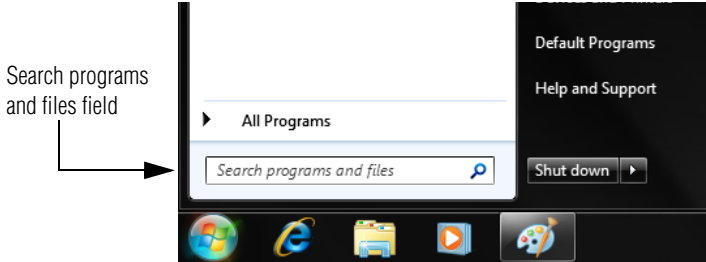 Default Programs
Search programs
and files field
Help and Support
All Programs
Search programs and files
Shut down